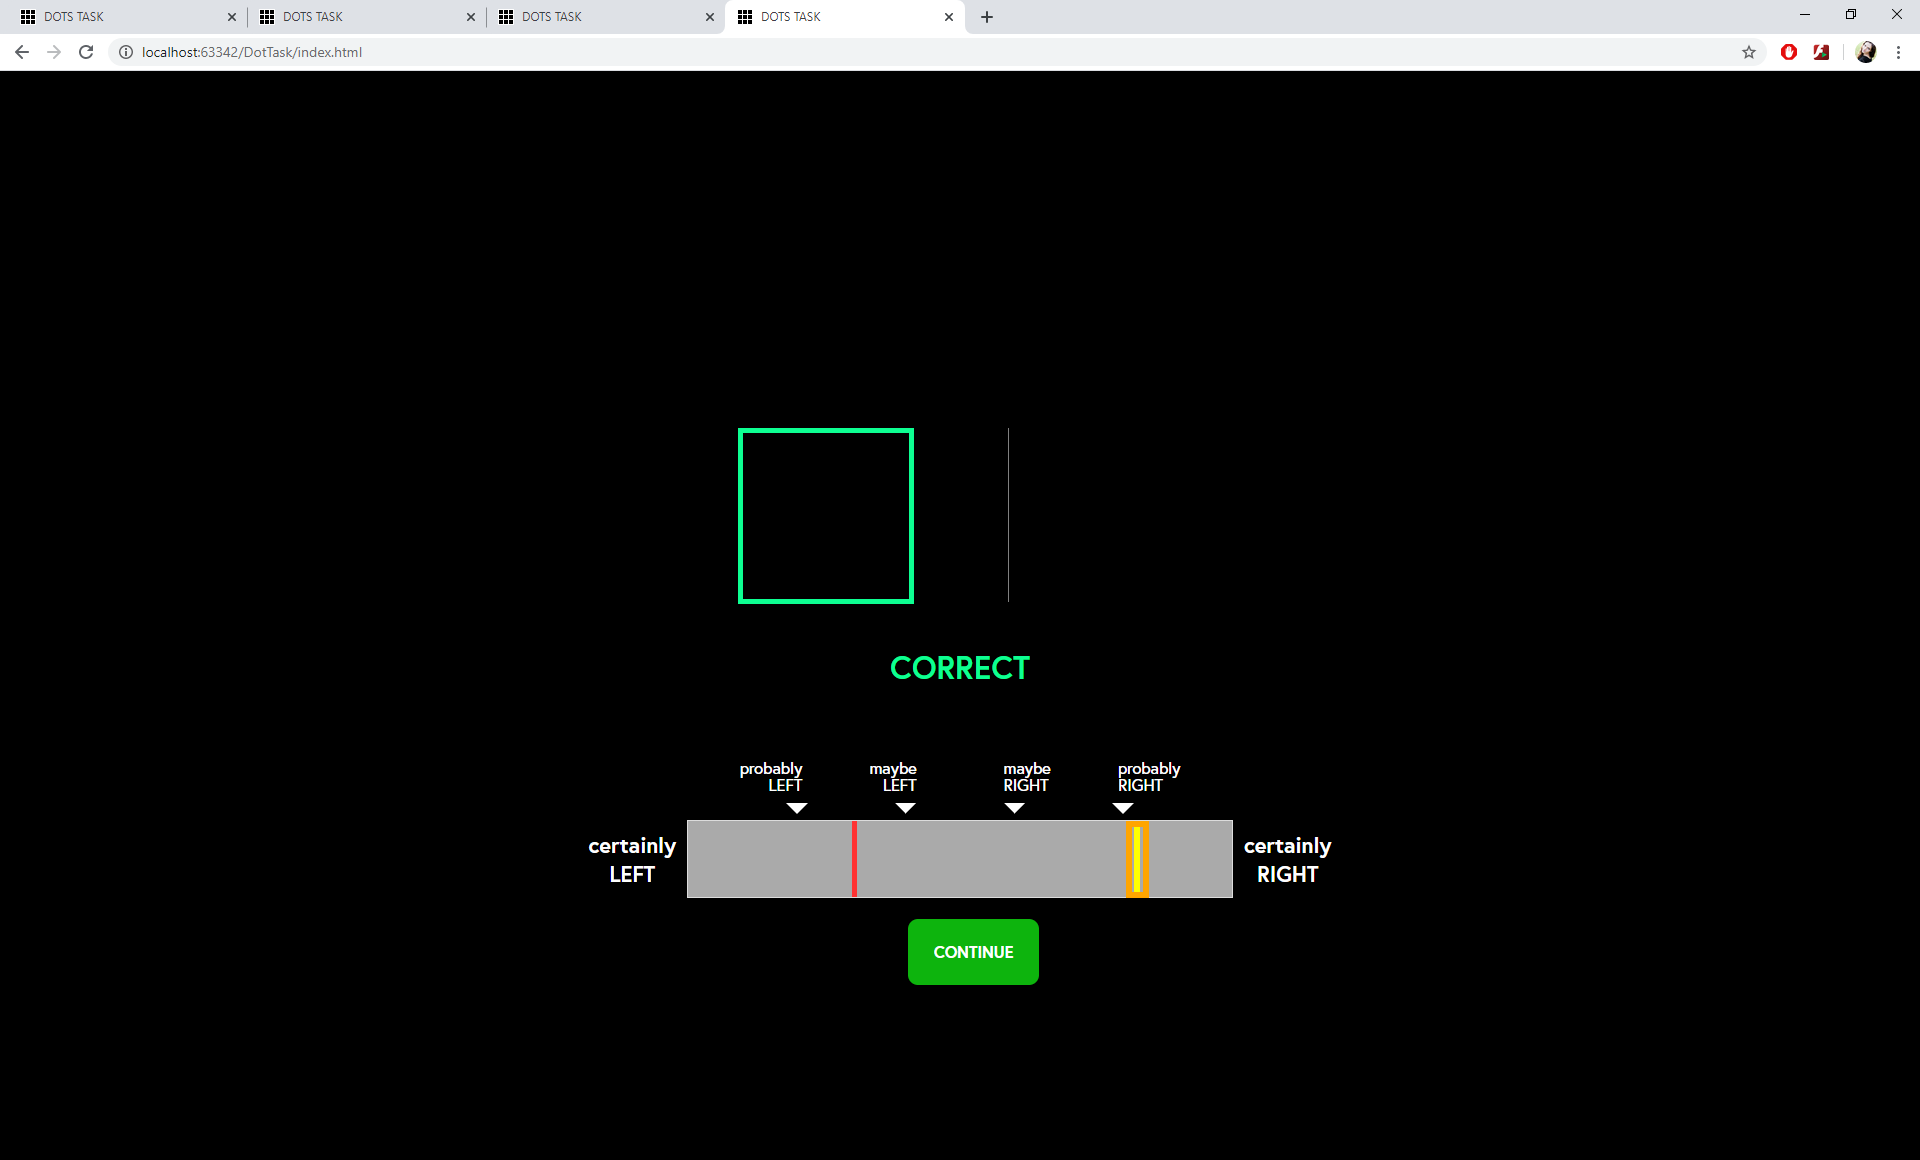 DOTS TASK
DOTS TASK
DOTS TASK
DOTS TASK
localhost:63342/DotTask/index.html
CORRECT
probably
LEFT
maybe
LEFT
maybe
RIGHT
probably
RIGHT
certainly
LEFT
certainly
RIGHT
CONTINUE